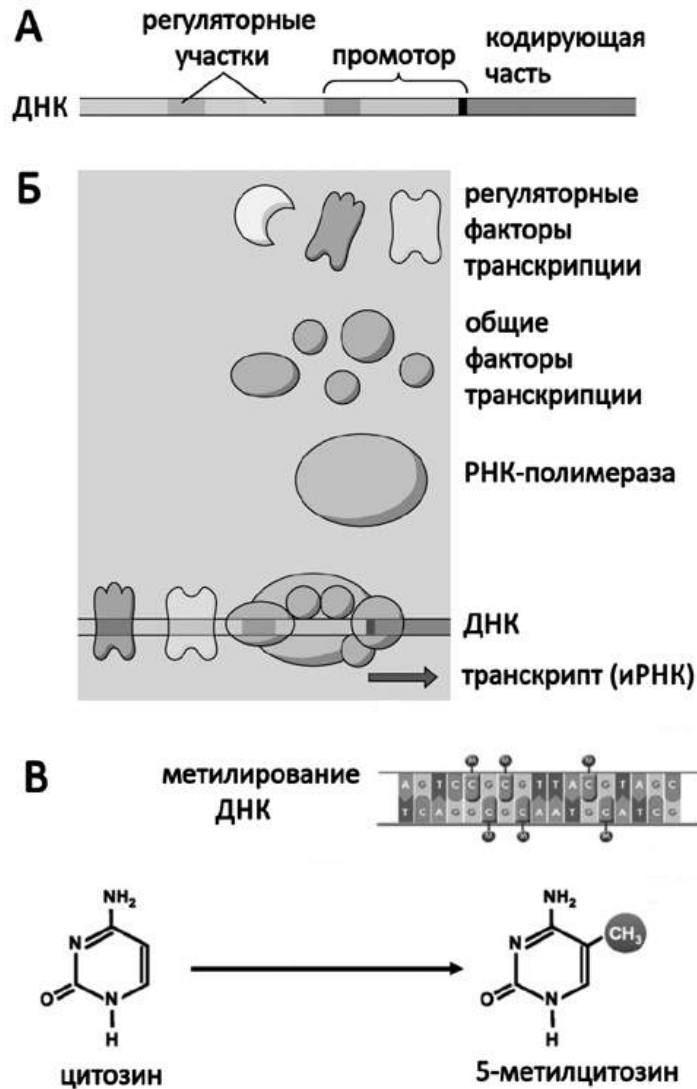 А
регуляторные
участки
промотор
кодирующая
часть
ДНК
Б
регуляторные
факторы
транскрипции
общие
факторы
транскрипции
РНК-полимераза
ДНК
транскрипт (иРНК)
В
метилирование
ДНК
M M M
A G T C C G C G T T A C G T A G C
T C A G G C G C A A T G C A T C G
M M M
NH₂
N
O
N
H
цитозин
NH₂
CH₃
N
O
N
H
5-метилцитозин